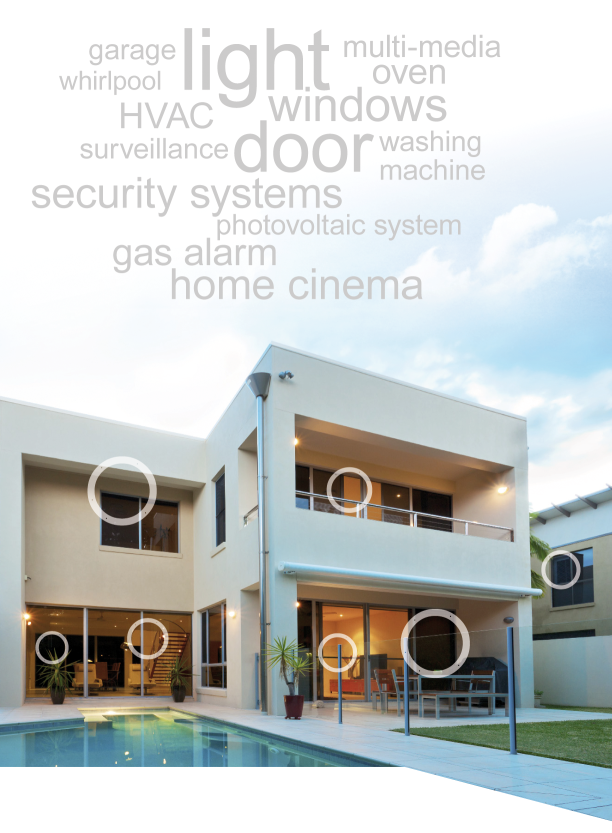 garage light multi-media
whirlpool oven
HVAC windows
surveillance door washing
machine
security systems
photovoltaic system
gas alarm
home cinema